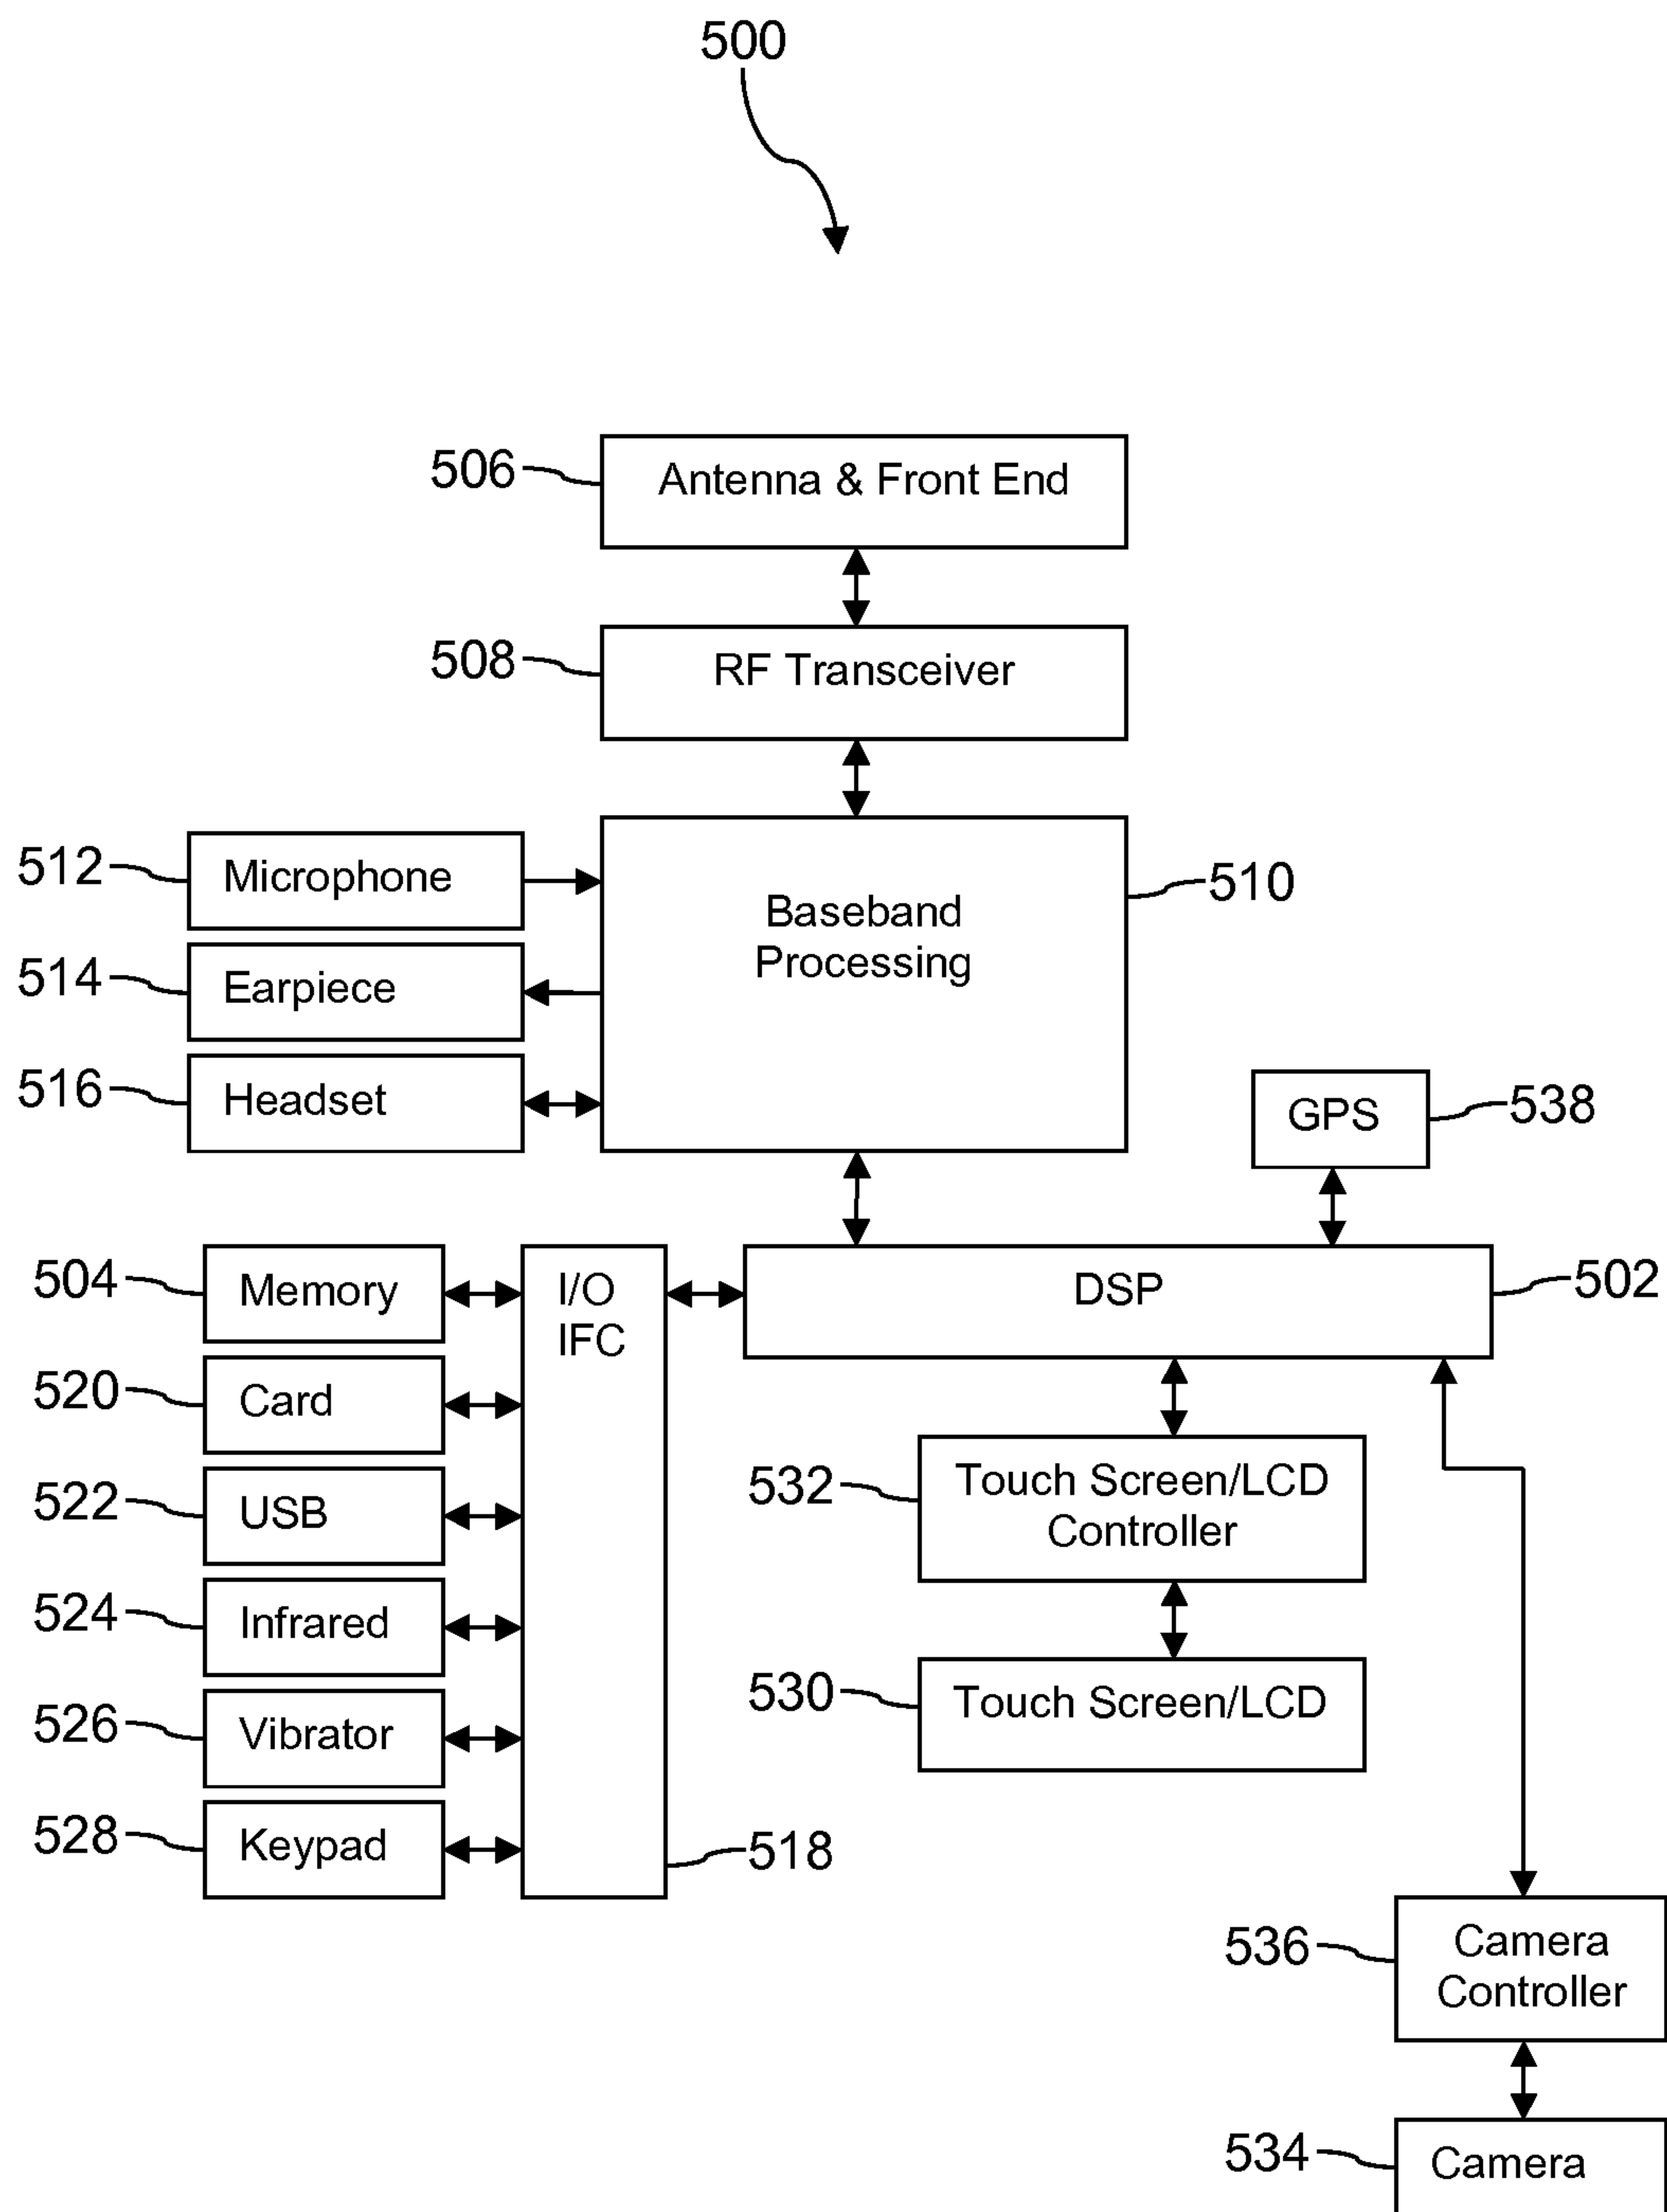 500
506
Antenna & Front End
508
RF Transceiver
512
Microphone
510
Baseband
Processing
514
Earpiece
516
Headset
GPS
538
504
Memory
I/O
IFC
DSP
502
520
Card
522
USB
532
Touch Screen/LCD
Controller
524
Infrared
530
Touch Screen/LCD
526
Vibrator
528
Keypad
518
536
Camera
Controller
534
Camera